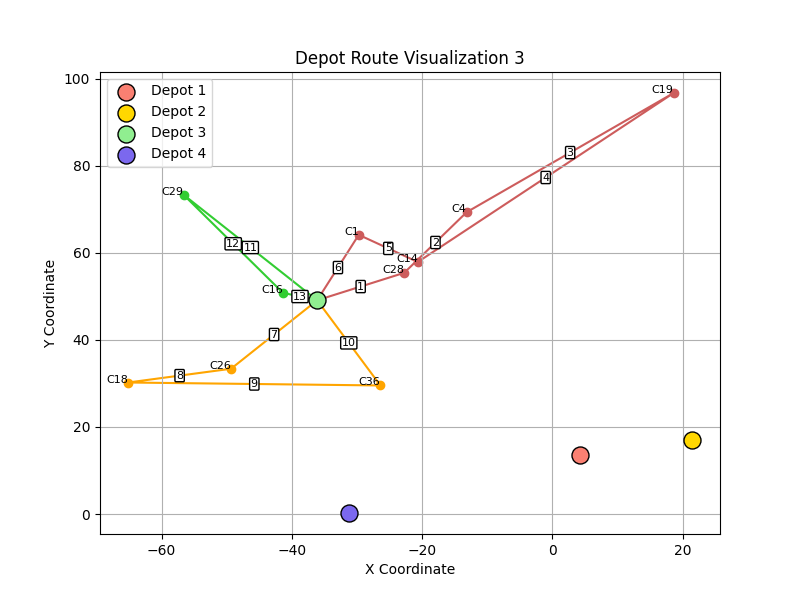 Depot Route Visualization 3
Depot 1
Depot 2
Depot 3
Depot 4
100
80
60
40
20
0
−60
−40
−20
0
20
X Coordinate
Y Coordinate
C19
C29
C4
C1
C14
C28
C16
C26
C18
C36
1
2
3
4
5
6
7
8
9
10
11
12
13